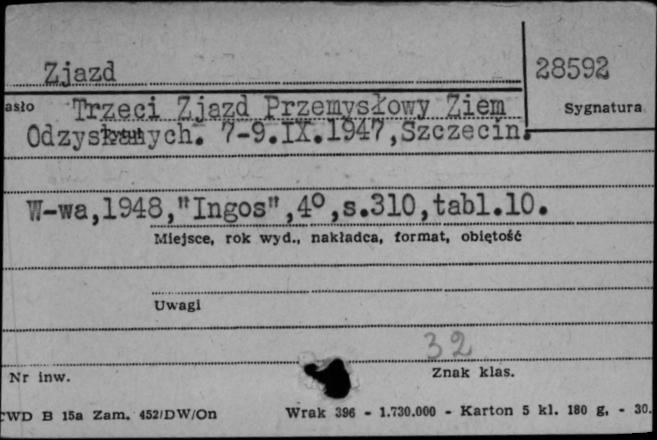 Zjazd 28592
asło Trzeci Zjazd Przemysłowy Ziem Sygnatura
Odzyskanych. 7-9.IX.1947,Szczecin.
W-wa,1948,"Ingos",4°,s.310,tabl.10.
Miejsce, rok wyd., nakładca, format, objętość
Uwagi
32
Nr inw. Znak klas.
CWD B 15a Zam. 452/DW/On Wrak 396 - 1.730.000 - Karton 5 kl. 180 g. - 30.